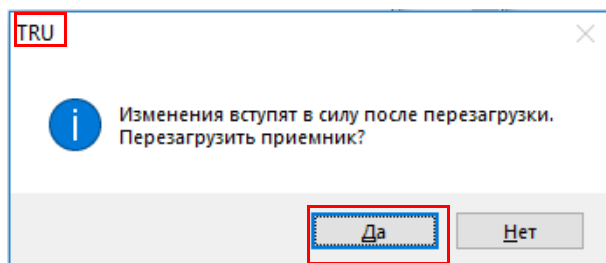 TRU
Изменения вступят в силу после перезагрузки.
Перезагрузить приемник?
Да
Нет